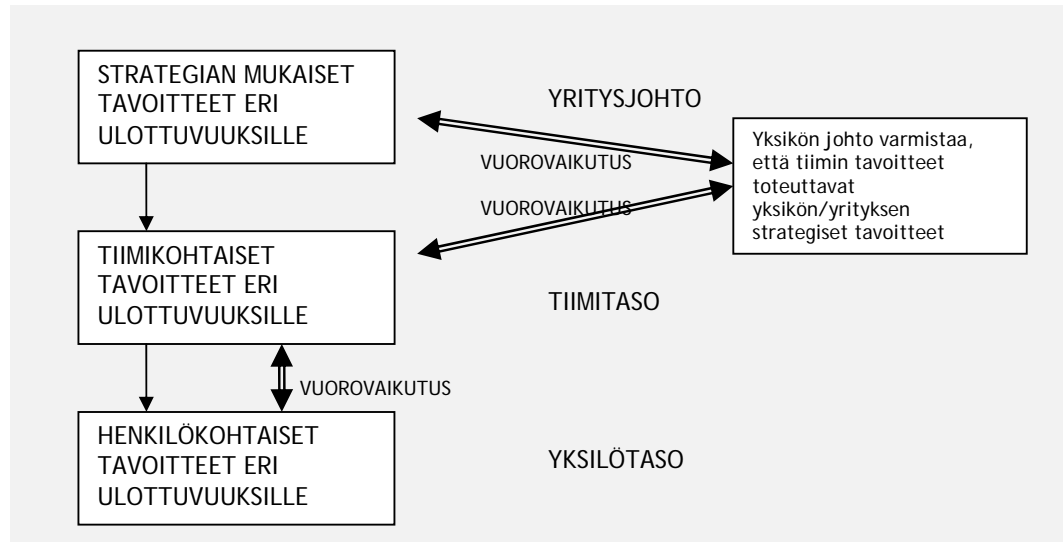 STRATEGIAN MUKAISET
TAVOITTEET ERI
ULOTTUVUUKSILLE
YRITYSJOHTO
VUOROVAIKUTUS
VUOROVAIKUTUS
Yksikön johto varmistaa,
että tiimin tavoitteet
toteuttavat
yksikön/yrityksen
strategiset tavoitteet
TIIMIKOHTAISET
TAVOITTEET ERI
ULOTTUVUUKSILLE
TIIMITASO
VUOROVAIKUTUS
HENKILÖKOHTAISET
TAVOITTEET ERI
ULOTTUVUUKSILLE
YKSILÖTASO